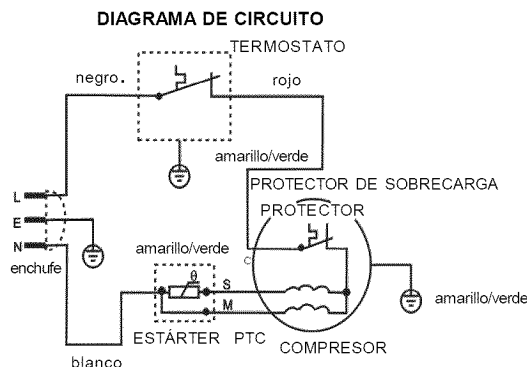 DIAGRAMA DE CIRCUITO
TERMOSTATO
negro.
rojo
amarillo/verde
PROTECTOR DE SOBRECARGA
PROTECTOR
L
E
N
enchufe
amarillo/verde
C
θ
S
M
amarillo/verde
ESTÁRTER PTC
COMPRESOR
blanco